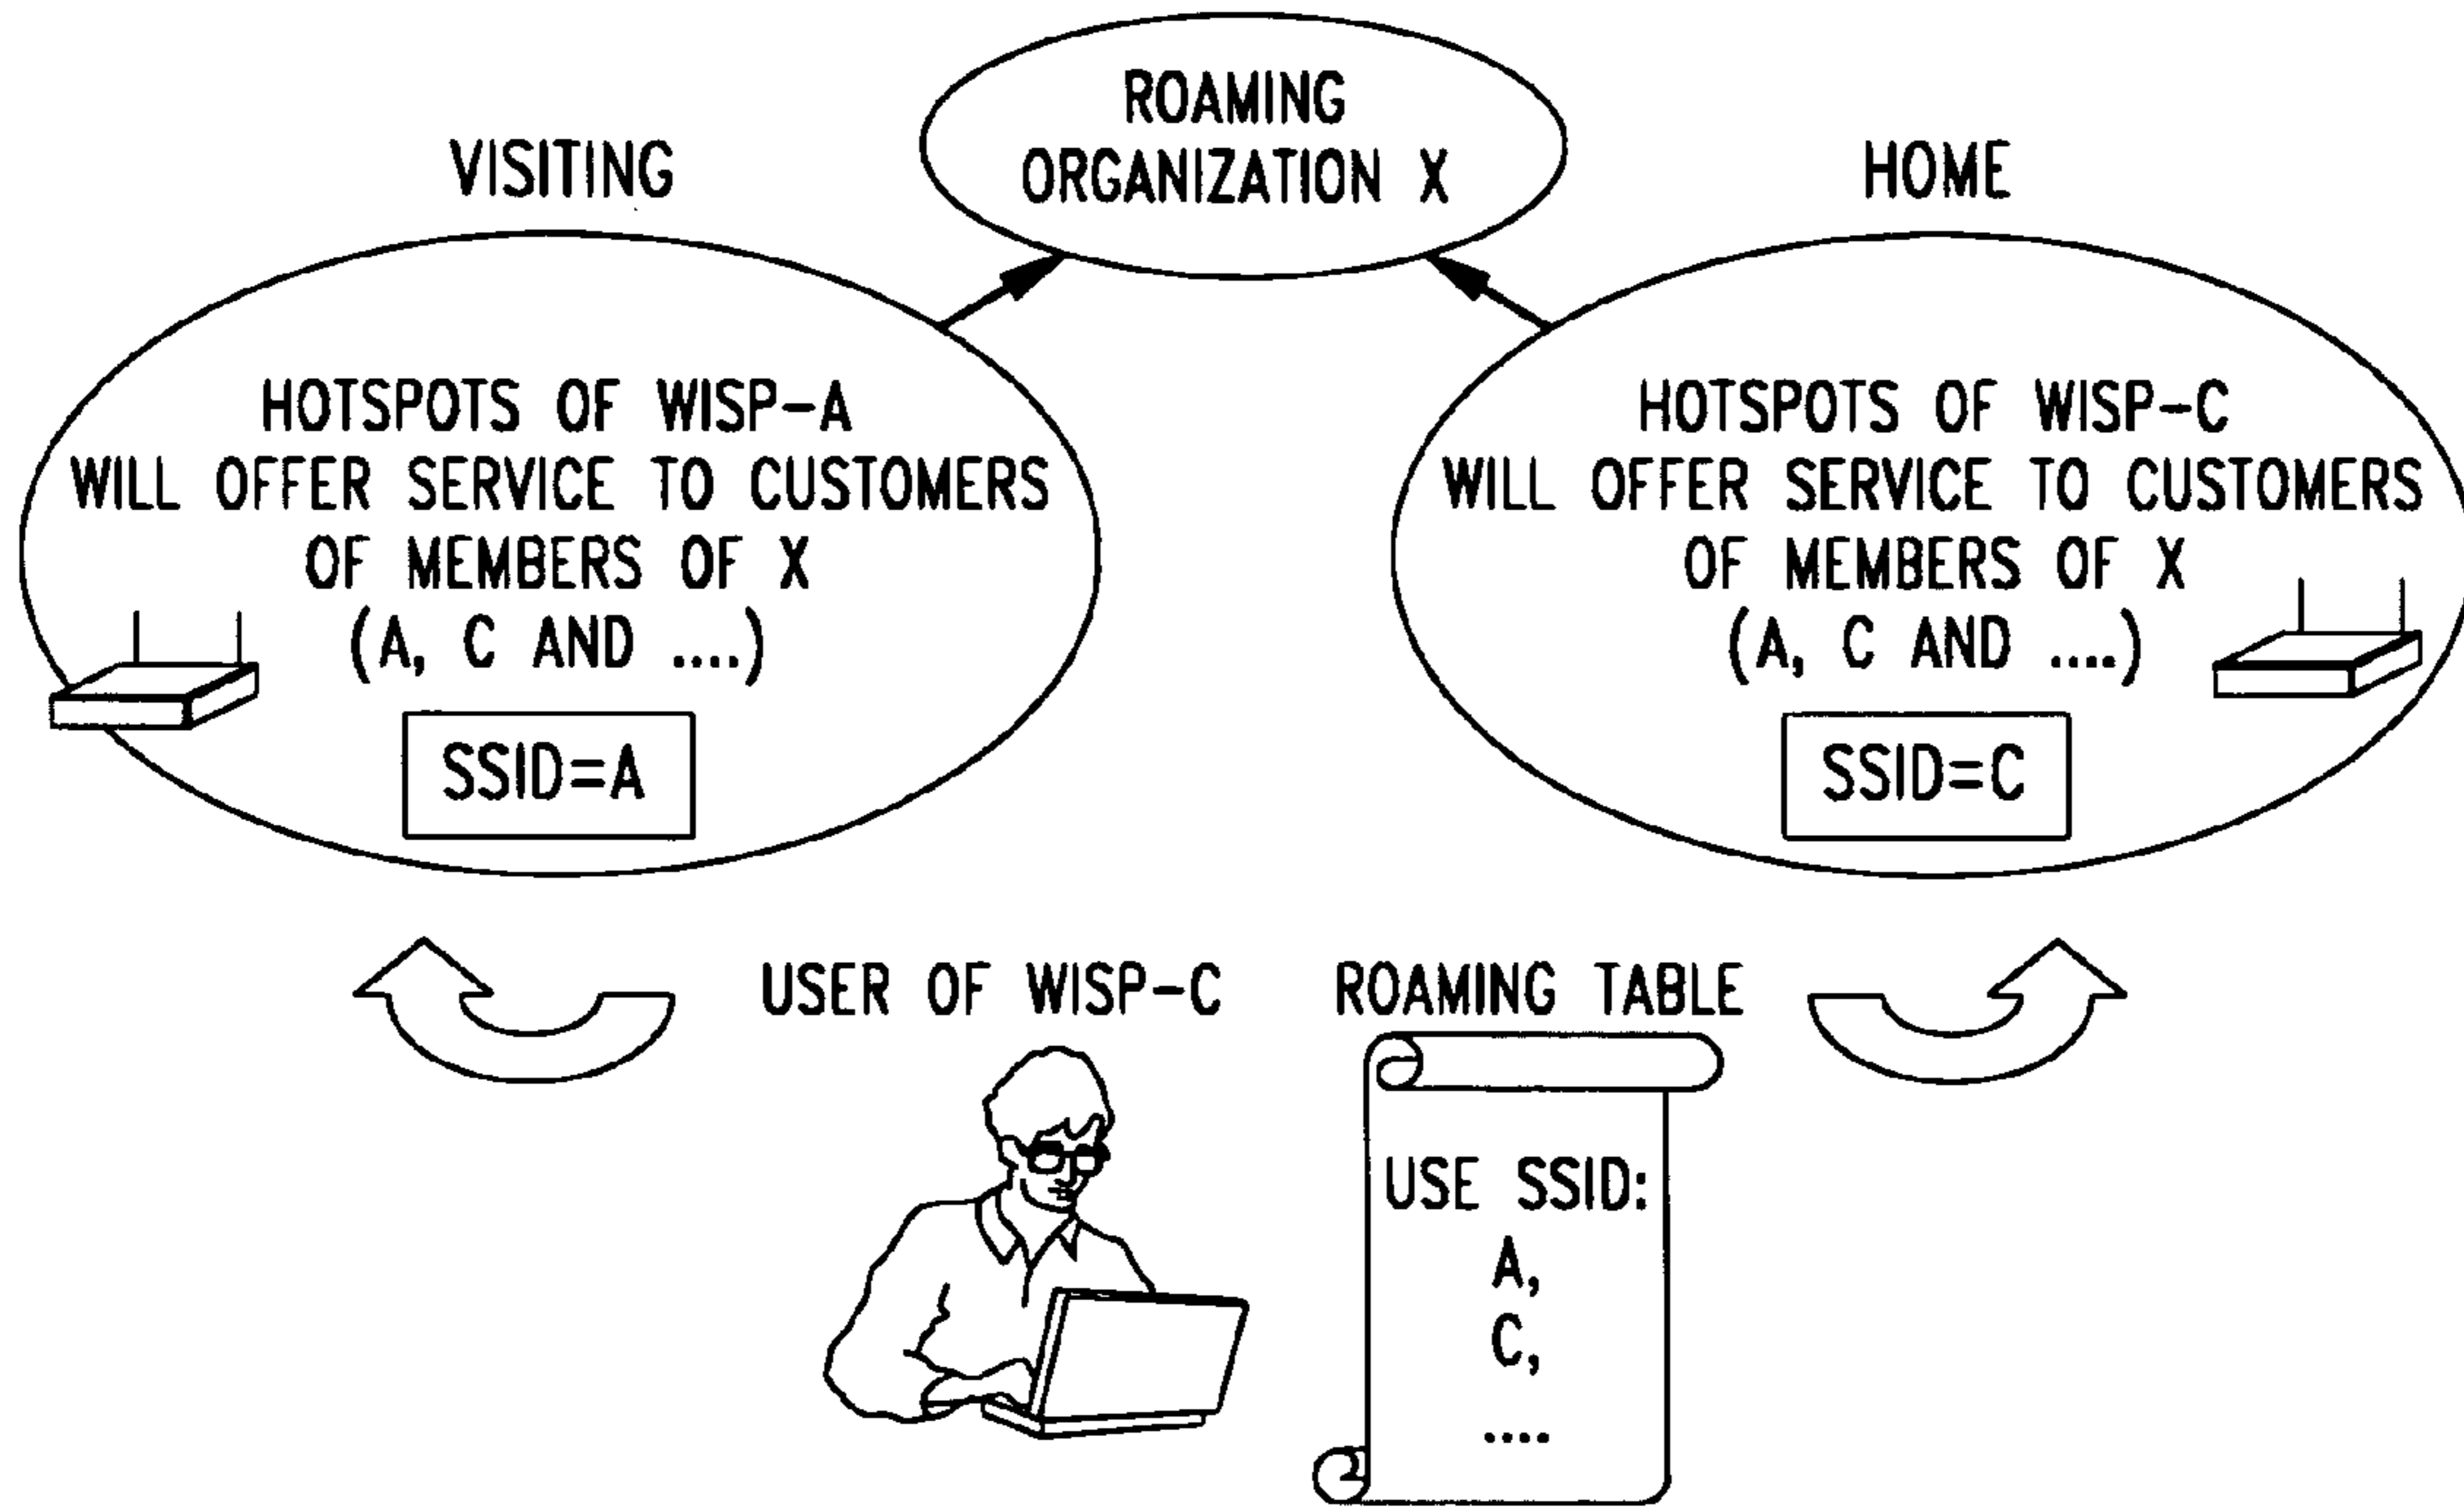 ROAMING
ORGANIZATION X
VISITING
HOME
HOTSPOTS OF WISP-A
WILL OFFER SERVICE TO CUSTOMERS
OF MEMBERS OF X
(A, C AND ....)
SSID=A
HOTSPOTS OF WISP-C
WILL OFFER SERVICE TO CUSTOMERS
OF MEMBERS OF X
(A, C AND ....)
SSID=C
USER OF WISP-C
ROAMING TABLE
USE SSID:
A,
C,
....